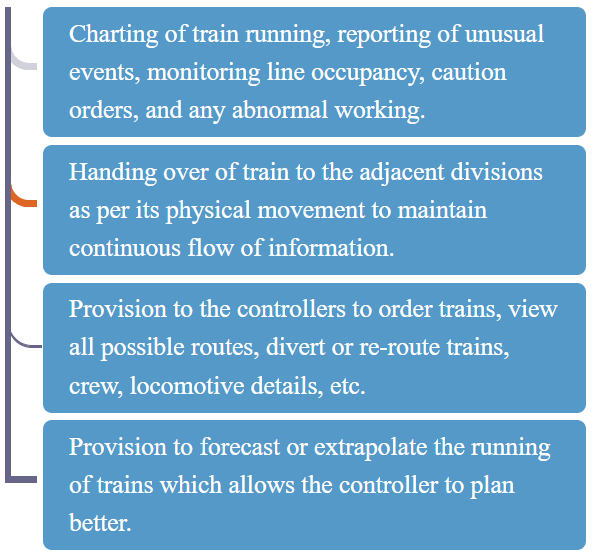 Charting of train running, reporting of unusual
events, monitoring line occupancy, caution
orders, and any abnormal working.
Handing over of train to the adjacent divisions
as per its physical movement to maintain
continuous flow of information.
Provision to the controllers to order trains, view
all possible routes, divert or re-route trains,
crew, locomotive details, etc.
Provision to forecast or extrapolate the running
of trains which allows the controller to plan
better.